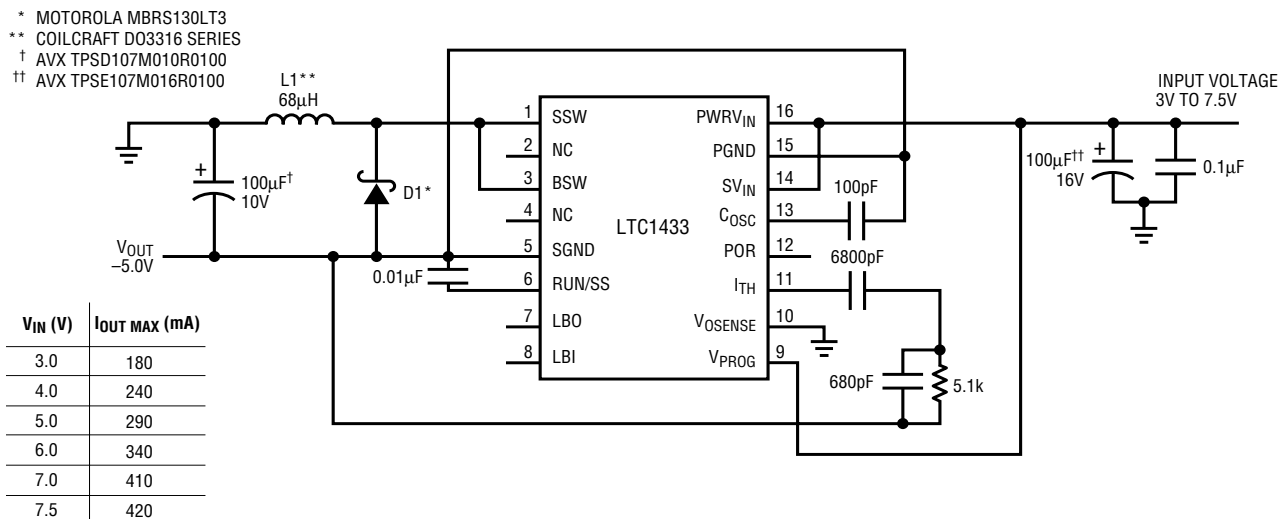 * MOTOROLA MBRS130LT3
** COILCRAFT DO3316 SERIES
† AVX TPSD107M010R0100
†† AVX TPSE107M016R0100
L1**
68µH
INPUT VOLTAGE
3V TO 7.5V
1 SSW
2 NC
3 BSW
4 NC
5 SGND
6 RUN/SS
7 LBO
8 LBI
LTC1433
PWRVIN 16
PGND 15
SVIN 14
COSC 13
POR 12
ITH 11
VOSENSE 10
VPROG 9
+
100µF†
10V
D1*
VOUT
–5.0V
0.01µF
100pF
6800pF
680pF
5.1k
+
100µF††
16V
0.1µF
VIN (V) IOUT MAX (mA)
3.0 180
4.0 240
5.0 290
6.0 340
7.0 410
7.5 420